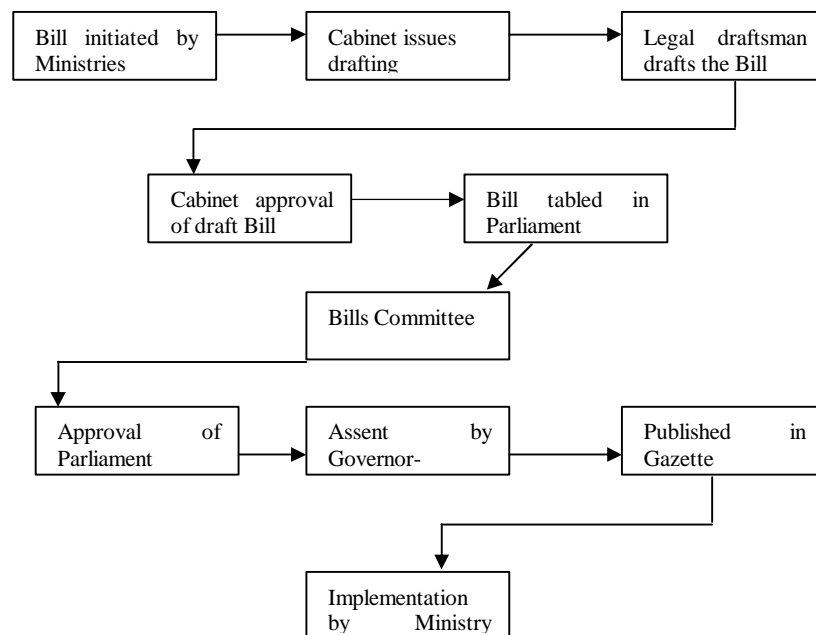 Bill initiated by
Ministries
Cabinet issues
drafting
Legal draftsman
drafts the Bill
Cabinet approval
of draft Bill
Bill tabled in
Parliament
Bills Committee
Approval of
Parliament
Assent by
Governor-
Published in
Gazette
Implementation
by Ministry